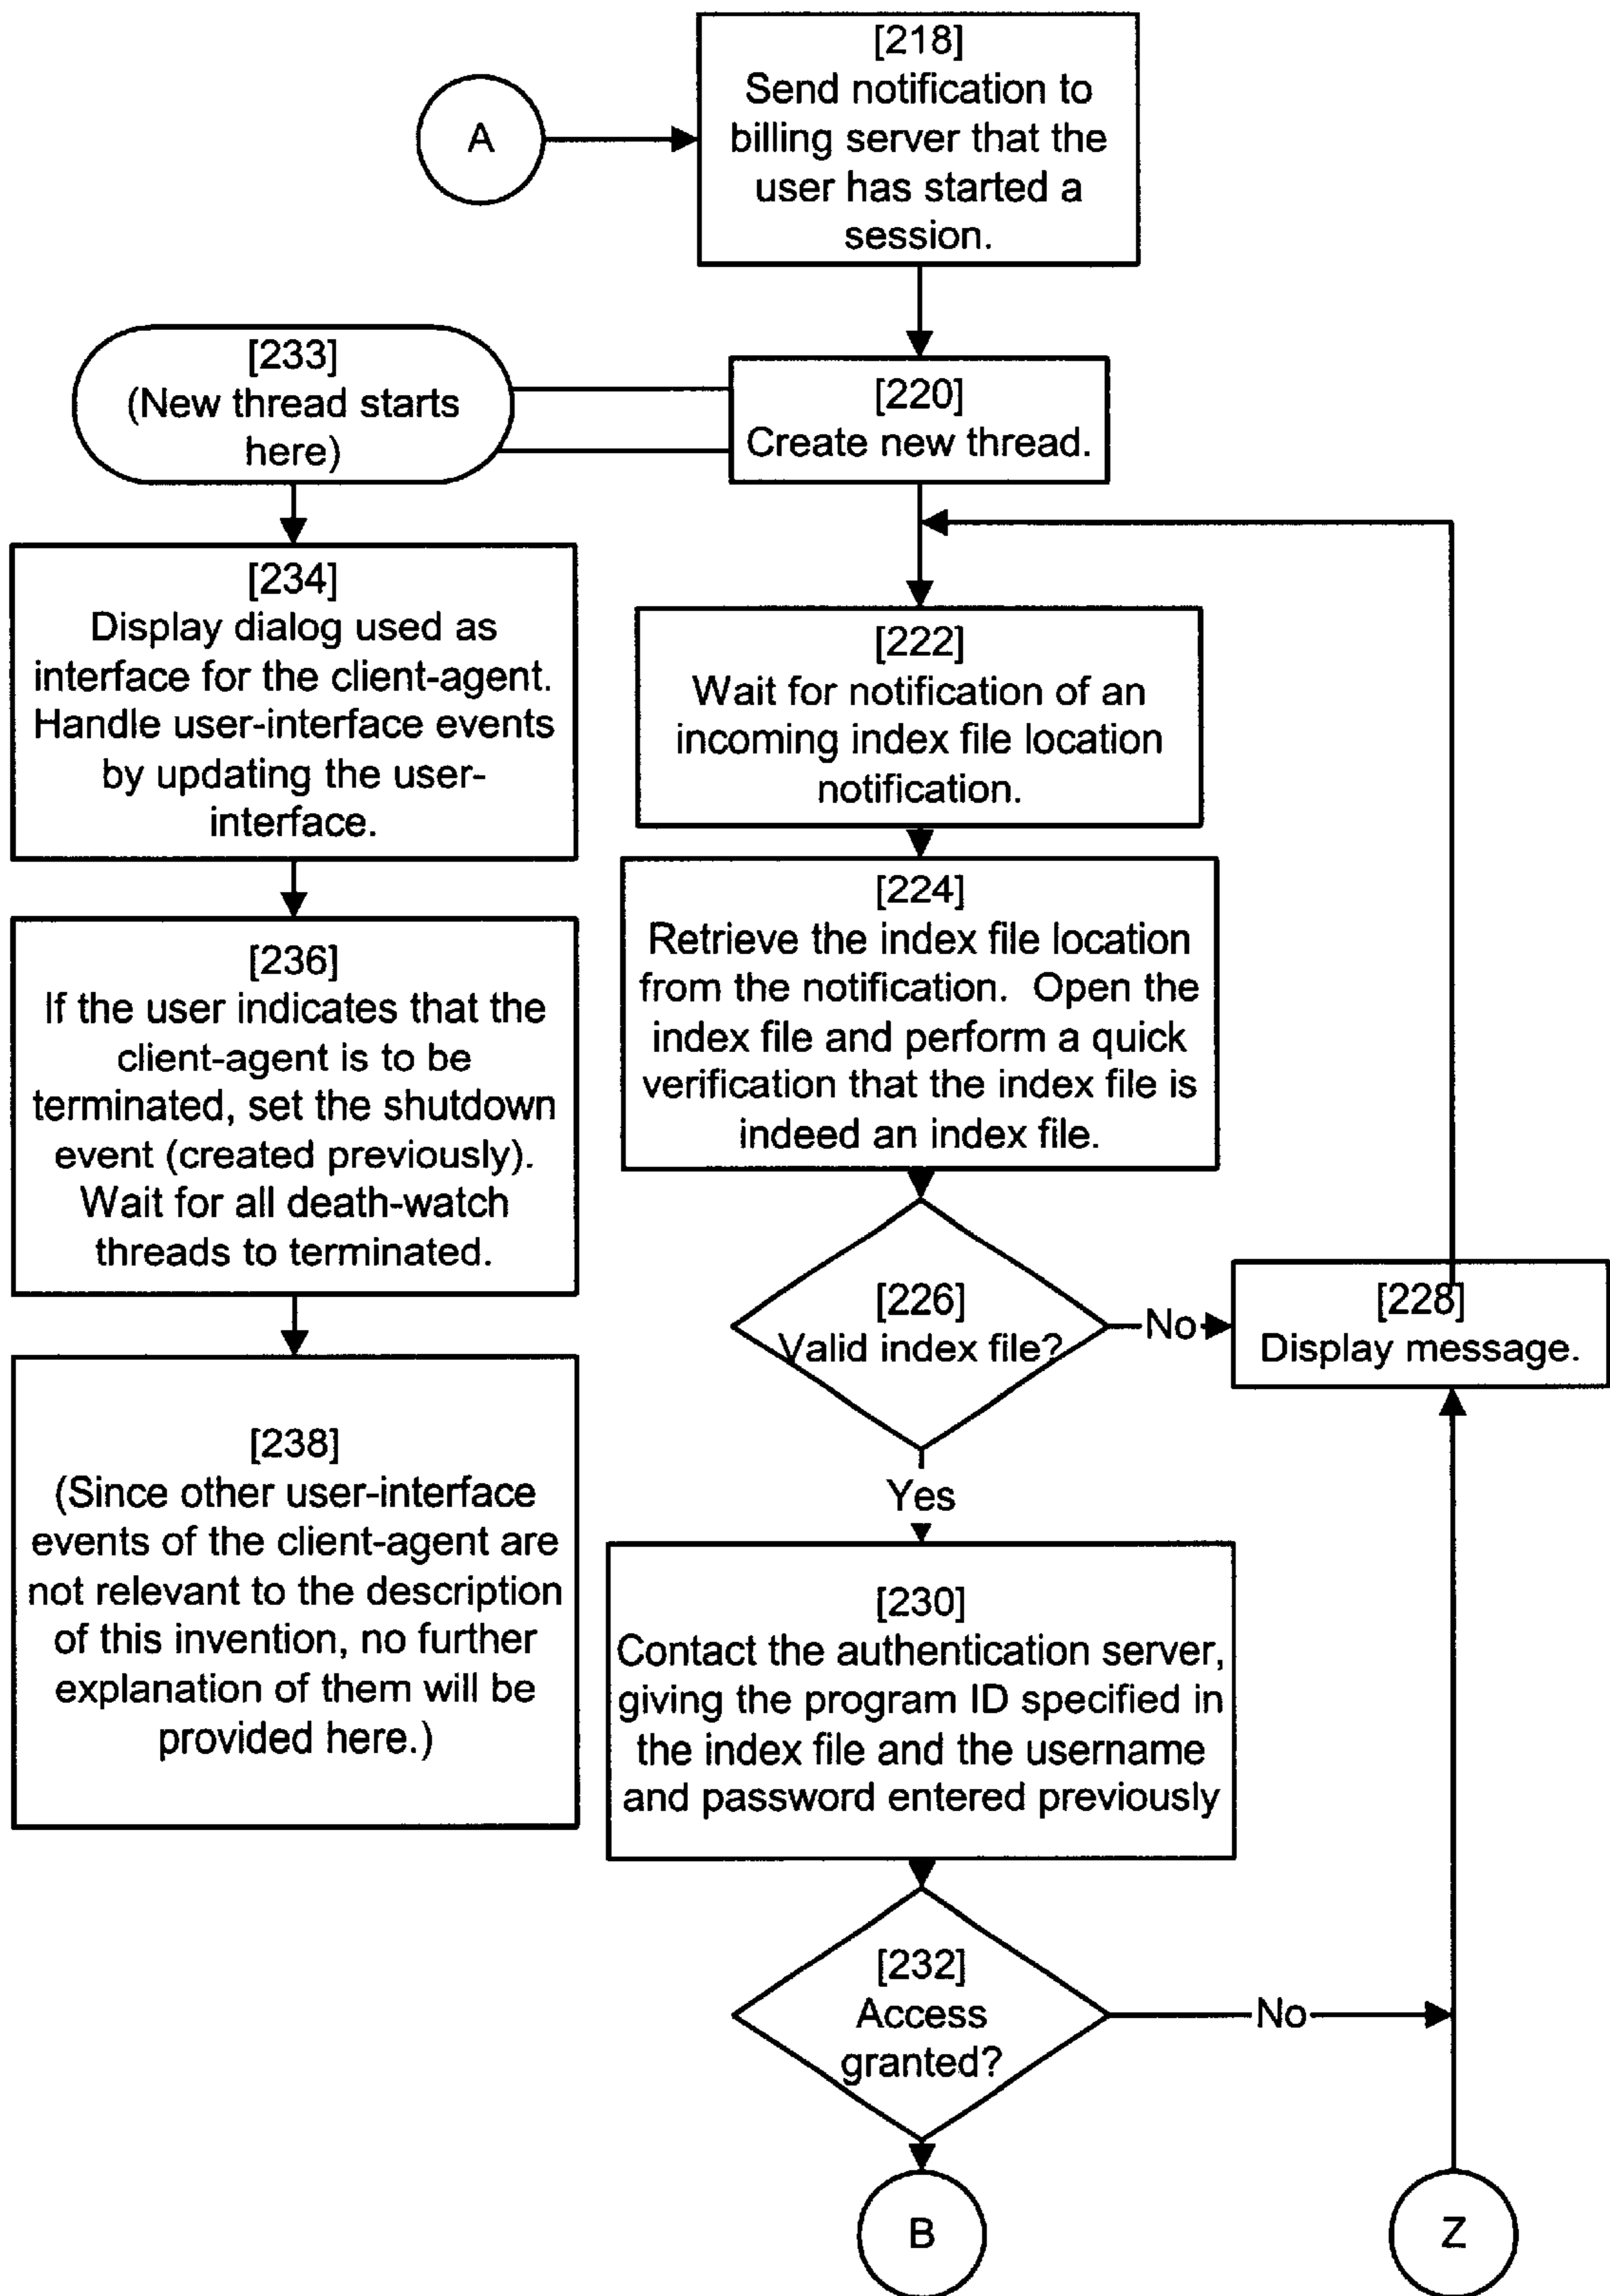 A
[218]
Send notification to
billing server that the
user has started a
session.
[233]
(New thread starts
here)
[220]
Create new thread.
[234]
Display dialog used as
interface for the client-agent.
Handle user-interface events
by updating the user-
interface.
[222]
Wait for notification of an
incoming index file location
notification.
[224]
Retrieve the index file location
from the notification. Open the
index file and perform a quick
verification that the index file is
indeed an index file.
[236]
If the user indicates that the
client-agent is to be
terminated, set the shutdown
event (created previously).
Wait for all death-watch
threads to terminated.
[226]
Valid index file?
No
[228]
Display message.
Yes
[238]
(Since other user-interface
events of the client-agent are
not relevant to the description
of this invention, no further
explanation of them will be
provided here.)
[230]
Contact the authentication server,
giving the program ID specified in
the index file and the username
and password entered previously
[232]
Access
granted?
No
B
Z